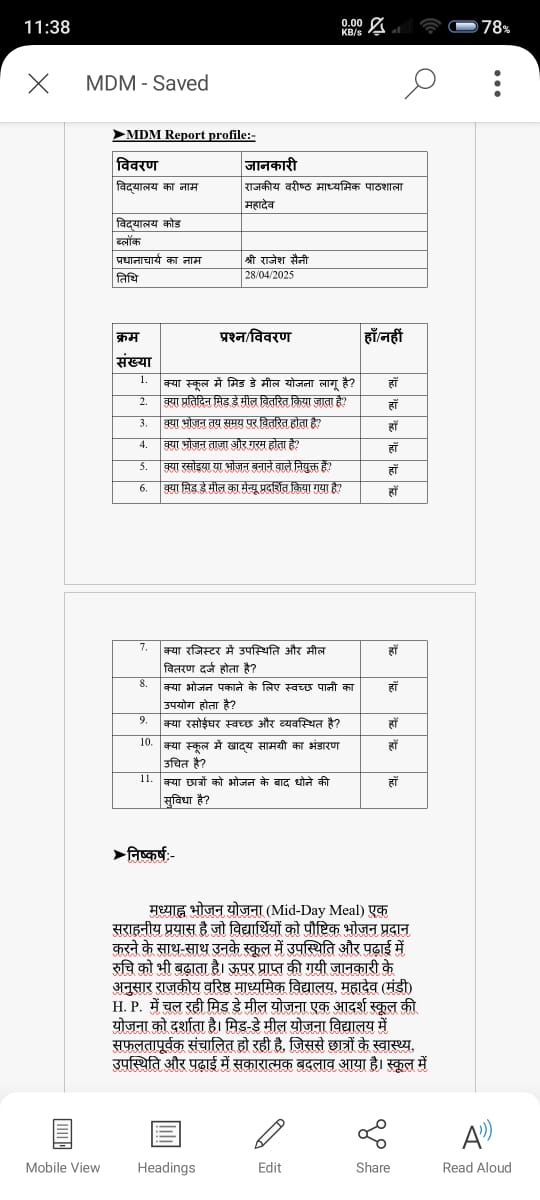 11:38
0.00 KB/s
78%
MDM - Saved
➤MDM Report profile:-
विवरण जानकारी
विद्यालय का नाम राजकीय वरीष्ठ माध्यमिक पाठशाला
महादेव
विद्यालय कोड
ब्लॉक
प्रधानाचार्य का नाम श्री राजेश सैनी
तिथि 28/04/2025
क्रम प्रश्न/विवरण हाँ/नहीं
संख्या
1. क्या स्कूल में मिड डे मील योजना लागू है? हाँ
2. क्या प्रतिदिन मिड डे मील वितरित किया जाता है? हाँ
3. क्या भोजन तय समय पर वितरित होता है? हाँ
4. क्या भोजन ताजा और गरम होता है? हाँ
5. क्या रसोइया या भोजन बनाने वाले नियुक्त हैं? हाँ
6. क्या मिड डे मील का मेन्यू प्रदर्शित किया गया है? हाँ
7. क्या रजिस्टर में उपस्थिति और मील हाँ
वितरण दर्ज होता है?
8. क्या भोजन पकाने के लिए स्वच्छ पानी का हाँ
उपयोग होता है?
9. क्या रसोईघर स्वच्छ और व्यवस्थित है? हाँ
10. क्या स्कूल में खाद्य सामग्री का भंडारण हाँ
उचित है?
11. क्या छात्रों को भोजन के बाद धोने की हाँ
सुविधा है?
➤निष्कर्ष:-
मध्याह्न भोजन योजना (Mid-Day Meal) एक
सराहनीय प्रयास है जो विद्यार्थियों को पौष्टिक भोजन प्रदान
करने के साथ-साथ उनके स्कूल में उपस्थिति और पढ़ाई में
रुचि को भी बढ़ाता है। ऊपर प्राप्त की गयी जानकारी के
अनुसार राजकीय वरिष्ठ माध्यमिक विद्यालय, महादेव (मंडी)
H. P. में चल रही मिड डे मील योजना एक आदर्श स्कूल की
योजना को दर्शाता है। मिड-डे मील योजना विद्यालय में
सफलतापूर्वक संचालित हो रही है, जिससे छात्रों के स्वास्थ्य,
उपस्थिति और पढ़ाई में सकारात्मक बदलाव आया है। स्कूल में
Mobile View Headings Edit Share Read Aloud